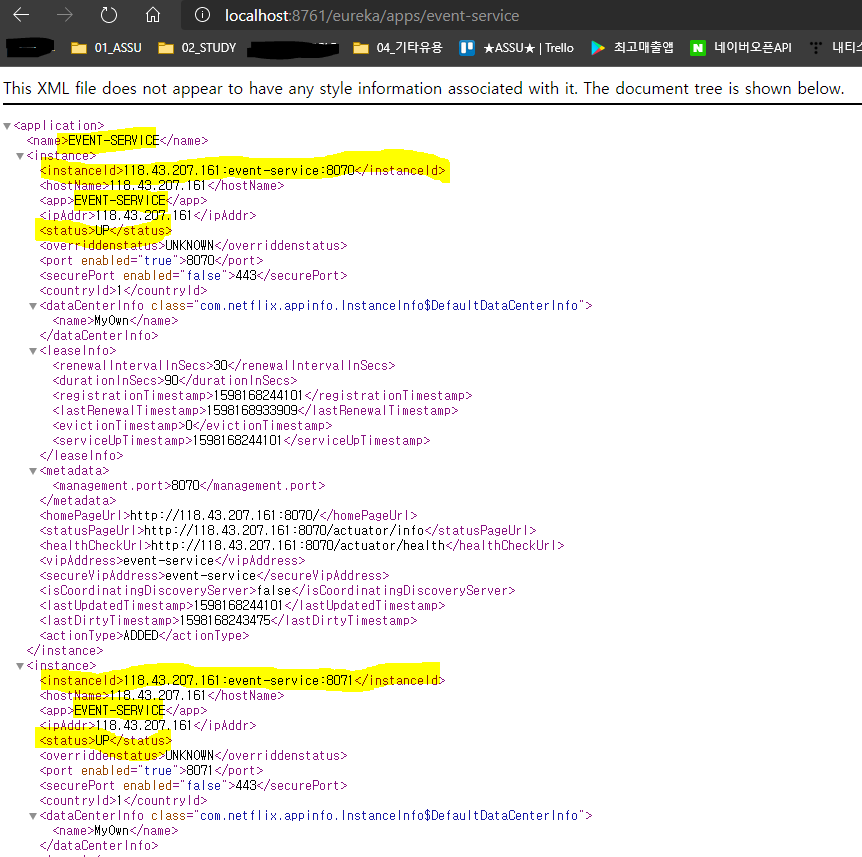 localhost:8761/eureka/apps/event-service
01_ASSU 02_STUDY 04_기타유용 ★ASSU★ | Trello 최고매출앱 N 네이버오픈API 내티스
This XML file does not appear to have any style information associated with it. The document tree is shown below.
▼<application>
<name>EVENT-SERVICE</name>
▼<instance>
<instanceId>118.43.207.161:event-service:8070</instanceId>
<hostName>118.43.207.161</hostName>
<app>EVENT-SERVICE</app>
<ipAddr>118.43.207.161</ipAddr>
<status>UP</status>
<overriddenstatus>UNKNOWN</overriddenstatus>
<port enabled="true">8070</port>
<securePort enabled="false">443</securePort>
<countryId>1</countryId>
▼<dataCenterInfo class="com.netflix.appinfo.InstanceInfo$DefaultDataCenterInfo">
<name>MyOwn</name>
</dataCenterInfo>
▼<leaseInfo>
<renewalIntervalInSecs>30</renewalIntervalInSecs>
<durationInSecs>90</durationInSecs>
<registrationTimestamp>1598168244101</registrationTimestamp>
<lastRenewalTimestamp>1598168933909</lastRenewalTimestamp>
<evictionTimestamp>0</evictionTimestamp>
<serviceUpTimestamp>1598168244101</serviceUpTimestamp>
</leaseInfo>
▼<metadata>
<management.port>8070</management.port>
</metadata>
<homePageUrl>http://118.43.207.161:8070/</homePageUrl>
<statusPageUrl>http://118.43.207.161:8070/actuator/info</statusPageUrl>
<healthCheckUrl>http://118.43.207.161:8070/actuator/health</healthCheckUrl>
<vipAddress>event-service</vipAddress>
<secureVipAddress>event-service</secureVipAddress>
<isCoordinatingDiscoveryServer>false</isCoordinatingDiscoveryServer>
<lastUpdatedTimestamp>1598168244101</lastUpdatedTimestamp>
<lastDirtyTimestamp>1598168243475</lastDirtyTimestamp>
<actionType>ADDED</actionType>
</instance>
▼<instance>
<instanceId>118.43.207.161:event-service:8071</instanceId>
<hostName>118.43.207.161</hostName>
<app>EVENT-SERVICE</app>
<ipAddr>118.43.207.161</ipAddr>
<status>UP</status>
<overriddenstatus>UNKNOWN</overriddenstatus>
<port enabled="true">8071</port>
<securePort enabled="false">443</securePort>
<countryId>1</countryId>
▼<dataCenterInfo class="com.netflix.appinfo.InstanceInfo$DefaultDataCenterInfo">
<name>MyOwn</name>
</dataCenterInfo>